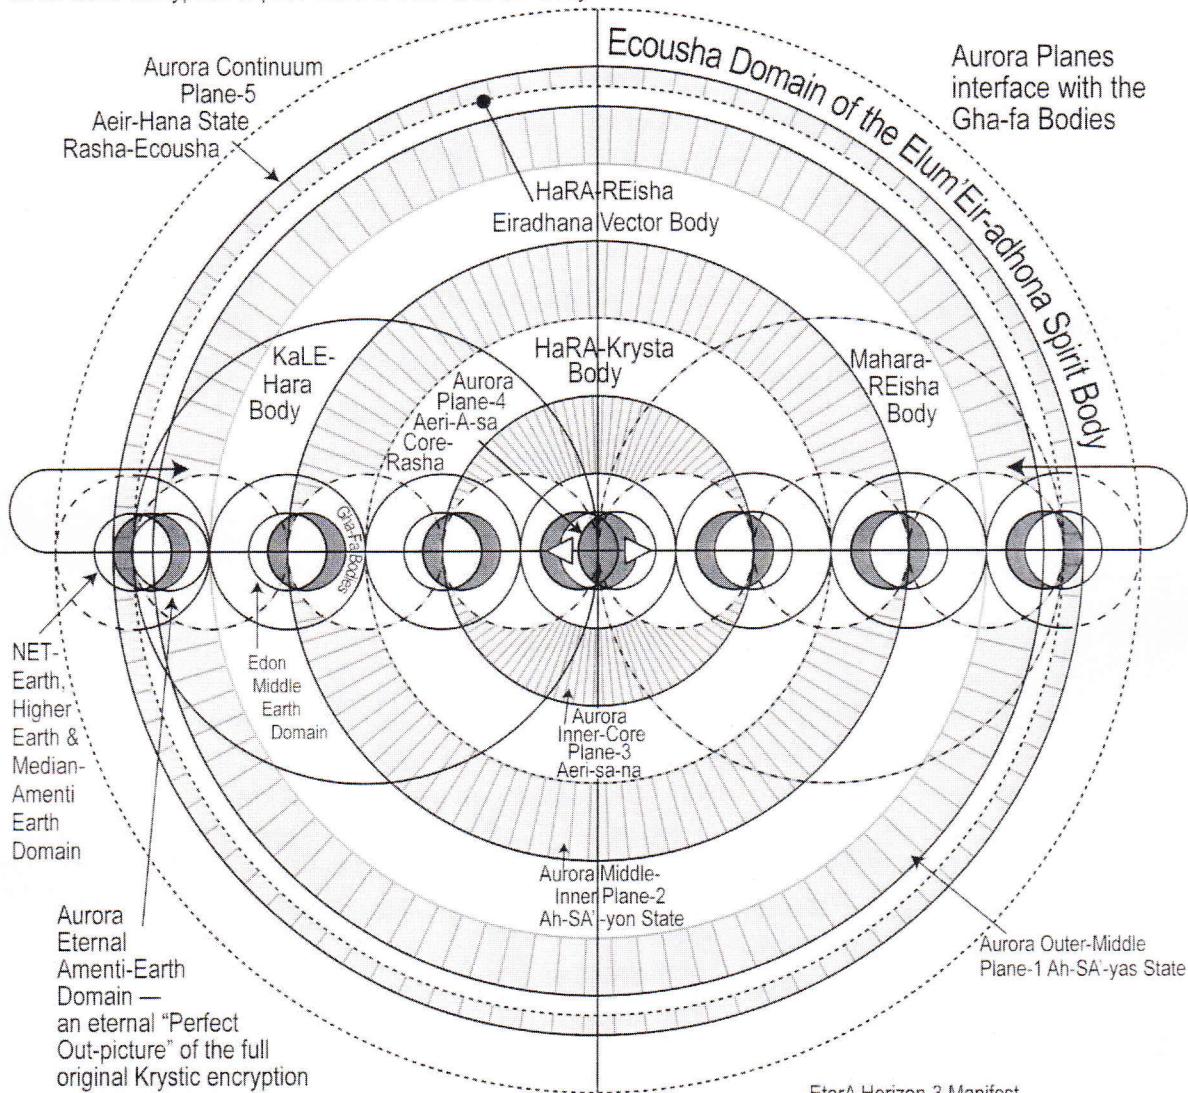 Ecousha Domain of the Elum'Eir-adhona Spirit Body
Aurora Planes
interface with the
Gha-fa Bodies
Aurora Continuum
Plane-5
Aeir-Hana State
Rasha-Ecousha
HaRA-REisha
Eiradhana Vector Body
KaLE-
Hara
Body
HaRA-Krysta
Body
Aurora
Plane-4
Aeri-A-sa
Core-
Rasha
Mahara-
REisha
Body
Gha-Fa Bodies
NET-
Earth,
Higher
Earth &
Median-
Amenti
Earth
Domain
Edon
Middle
Earth
Domain
Aurora
Inner-Core
Plane-3
Aeri-sa-na
Aurora Middle-
Inner Plane-2
Ah-SA'-yon State
Aurora Outer-Middle
Plane-1 Ah-SA'-yas State
Aurora
Eternal
Amenti-Earth
Domain —
an eternal “Perfect
Out-picture” of the full
original Krystic encryption